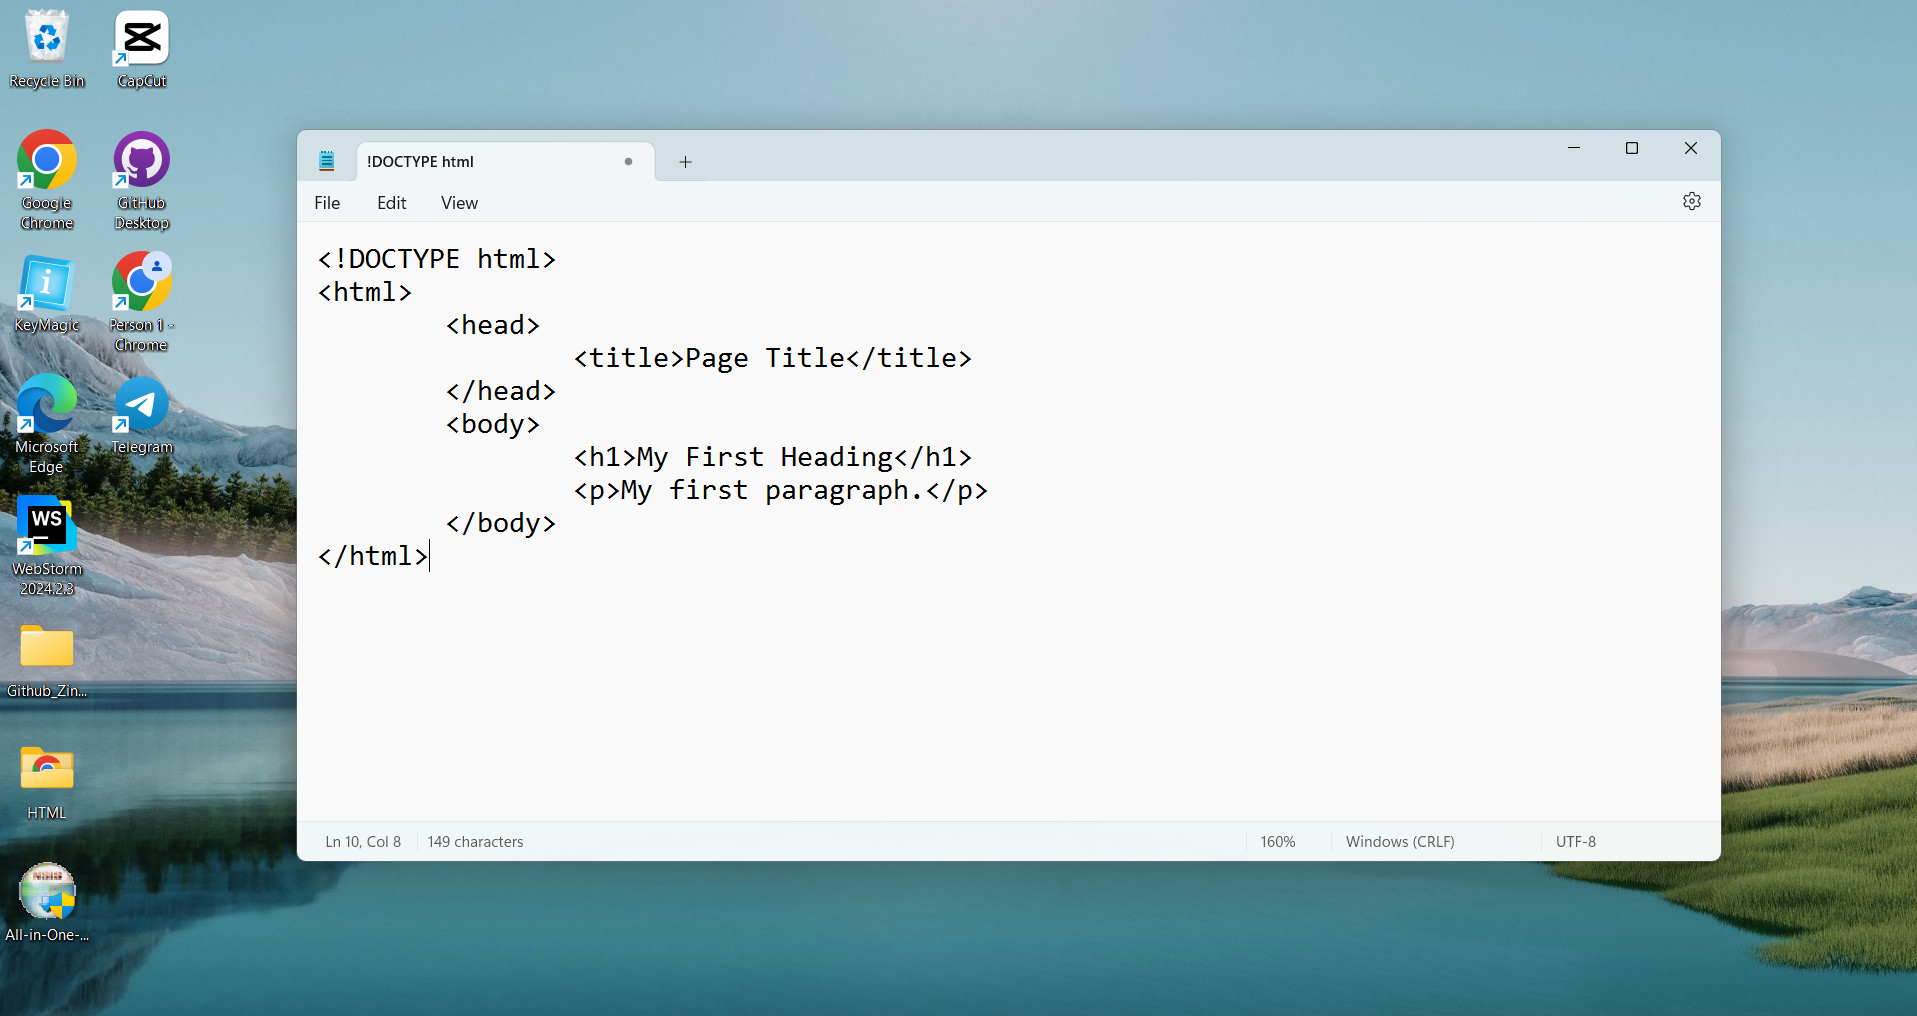 Recycle Bin
CapCut
Google
Chrome
GitHub
Desktop
KeyMagic
Person 1 -
Chrome
Microsoft
Edge
Telegram
WS
WebStorm
2024.2.3
Github_Zin...
HTML
NSIS
All-in-One-...
!DOCTYPE html
File Edit View
<!DOCTYPE html>
<html>
<head>
<title>Page Title</title>
</head>
<body>
<h1>My First Heading</h1>
<p>My first paragraph.</p>
</body>
</html>
Ln 10, Col 8 149 characters 160% Windows (CRLF) UTF-8